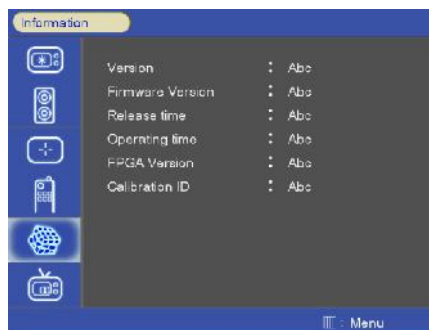 Information
Version : Abc
Firmware Version : Abc
Release time : Abc
Operating time : Abc
FPGA Version : Abc
Calibration ID : Abc
: Menu